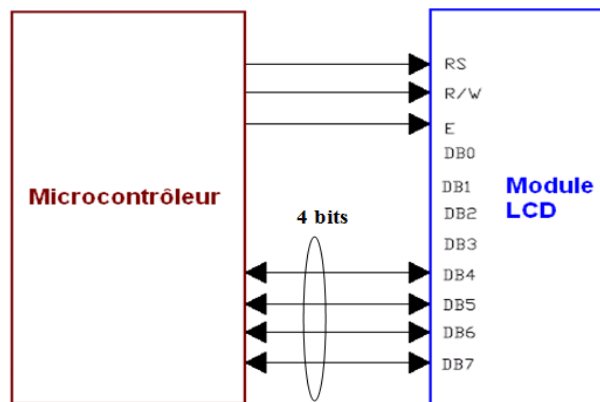 RS
R/W
E
DB0
DB1
Module
LCD
Microcontrôleur
DB2
4 bits
DB3
DB4
DB5
DB6
DB7